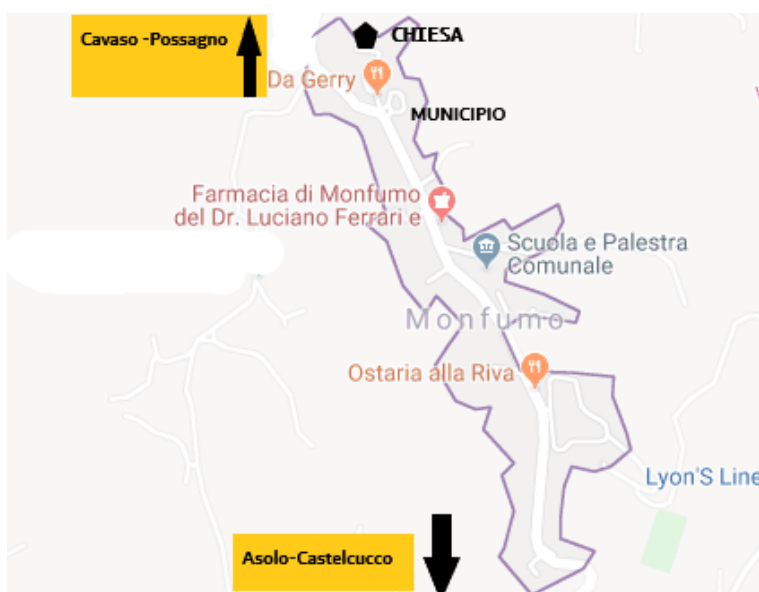 Cavaso -Possagno
CHIESA
Da Gerry
MUNICIPIO
Farmacia di Monfumo
del Dr. Luciano Ferrari e
Scuola e Palestra
Comunale
Monfumo
Ostaria alla Riva
Lyon'S Line
Asolo-Castelcucco